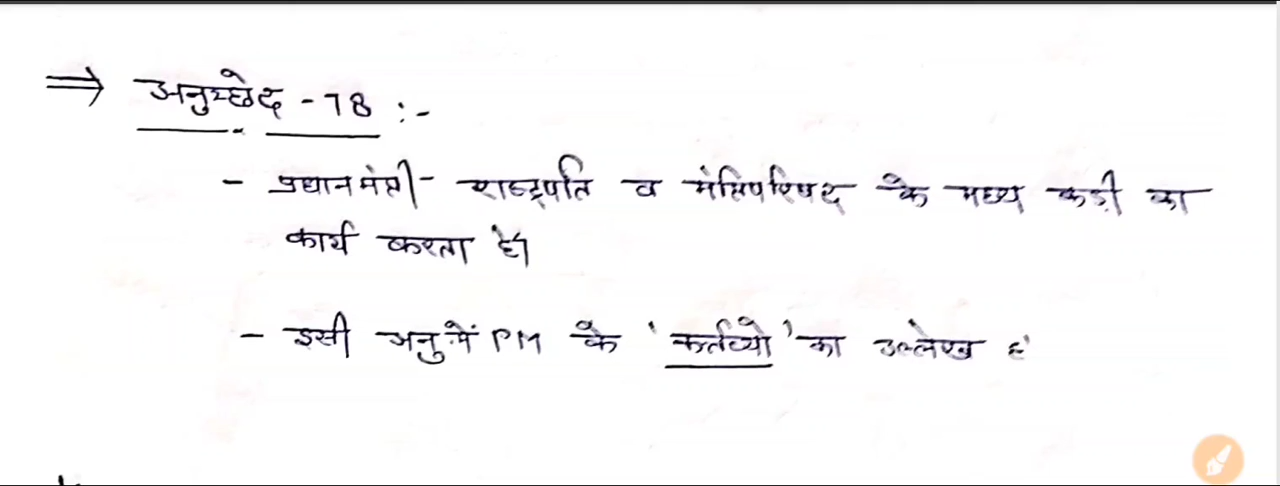 ⇒ अनुच्छेद - 78 :-
- प्रधानमंत्री - राष्ट्रपति व मंत्रिपरिषद के मध्य कड़ी का
कार्य करता है।
- इसी अनु. में PM के 'कर्तव्यो' का उल्लेख है